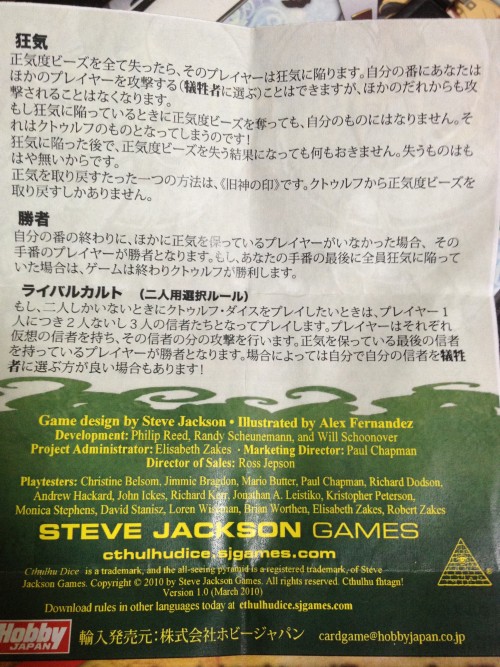 狂気
正気度ビーズを全て失ったら、そのプレイヤーは狂気に陥ります。自分の番にあなたは
ほかのプレイヤーを攻撃する(犠牲者に選ぶ)ことはできますが、ほかのだれからも攻
撃されることはなくなります。
もし狂気に陥っているときに正気度ビーズを奪っても、自分のものにはなりません。そ
れはクトゥルフのものとなってしまうのです!
狂気に陥った後で、正気度ビーズを失う結果になっても何もおきません。失うものはも
はや無いからです。
正気を取り戻すたった一つの方法は、《旧神の印》です。クトゥルフから正気度ビーズを
取り戻すしかありません。
勝者
自分の番の終わりに、ほかに正気を保っているプレイヤーがいなかった場合、その
手番のプレイヤーが勝者となります。もし、あなたの手番の最後に全員狂気に陥って
いた場合は、ゲームは終わりクトゥルフが勝利します。
ライバルカルト (二人用選択ルール)
もし、二人しかいないときにクトゥルフ・ダイスをプレイしたいときは、プレイヤー1
人につき2人ないし3人の信者たちとなってプレイします。プレイヤーはそれぞれ
仮想の信者を持ち、その信者の分の攻撃を行います。正気を保っている最後の信者
を持っているプレイヤーが勝者となります。場合によっては自分で自分の信者を犠牲
者に選ぶ方が良い場合もあります!
Game design by Steve Jackson • Illustrated by Alex Fernandez
Development: Philip Reed, Randy Scheunemann, and Will Schoonover
Project Administrator: Elisabeth Zakes • Marketing Director: Paul Chapman
Director of Sales: Ross Jepson
Playtesters: Christine Belsom, Jimmie Bragdon, Mario Butter, Paul Chapman, Richard Dodson,
Andrew Hackard, John Ickes, Richard Kerr, Jonathan A. Leistiko, Kristopher Peterson,
Monica Stephens, David Stanisz, Loren Wiseman, Brian Worthen, Elisabeth Zakes, Robert Zakes
STEVE JACKSON GAMES
cthulhudice.sjgames.com
Cthulhu Dice is a trademark, and the all-seeing pyramid is a registered trademark, of Steve
Jackson Games. Copyright © 2010 by Steve Jackson Games. All rights reserved. Cthulhu fhtagn!
Version 1.0 (March 2010)
Download rules in other languages today at cthulhudice.sjgames.com
Hobby
JAPAN
輸入発売元:株式会社ホビージャパン cardgame@hobbyjapan.co.jp